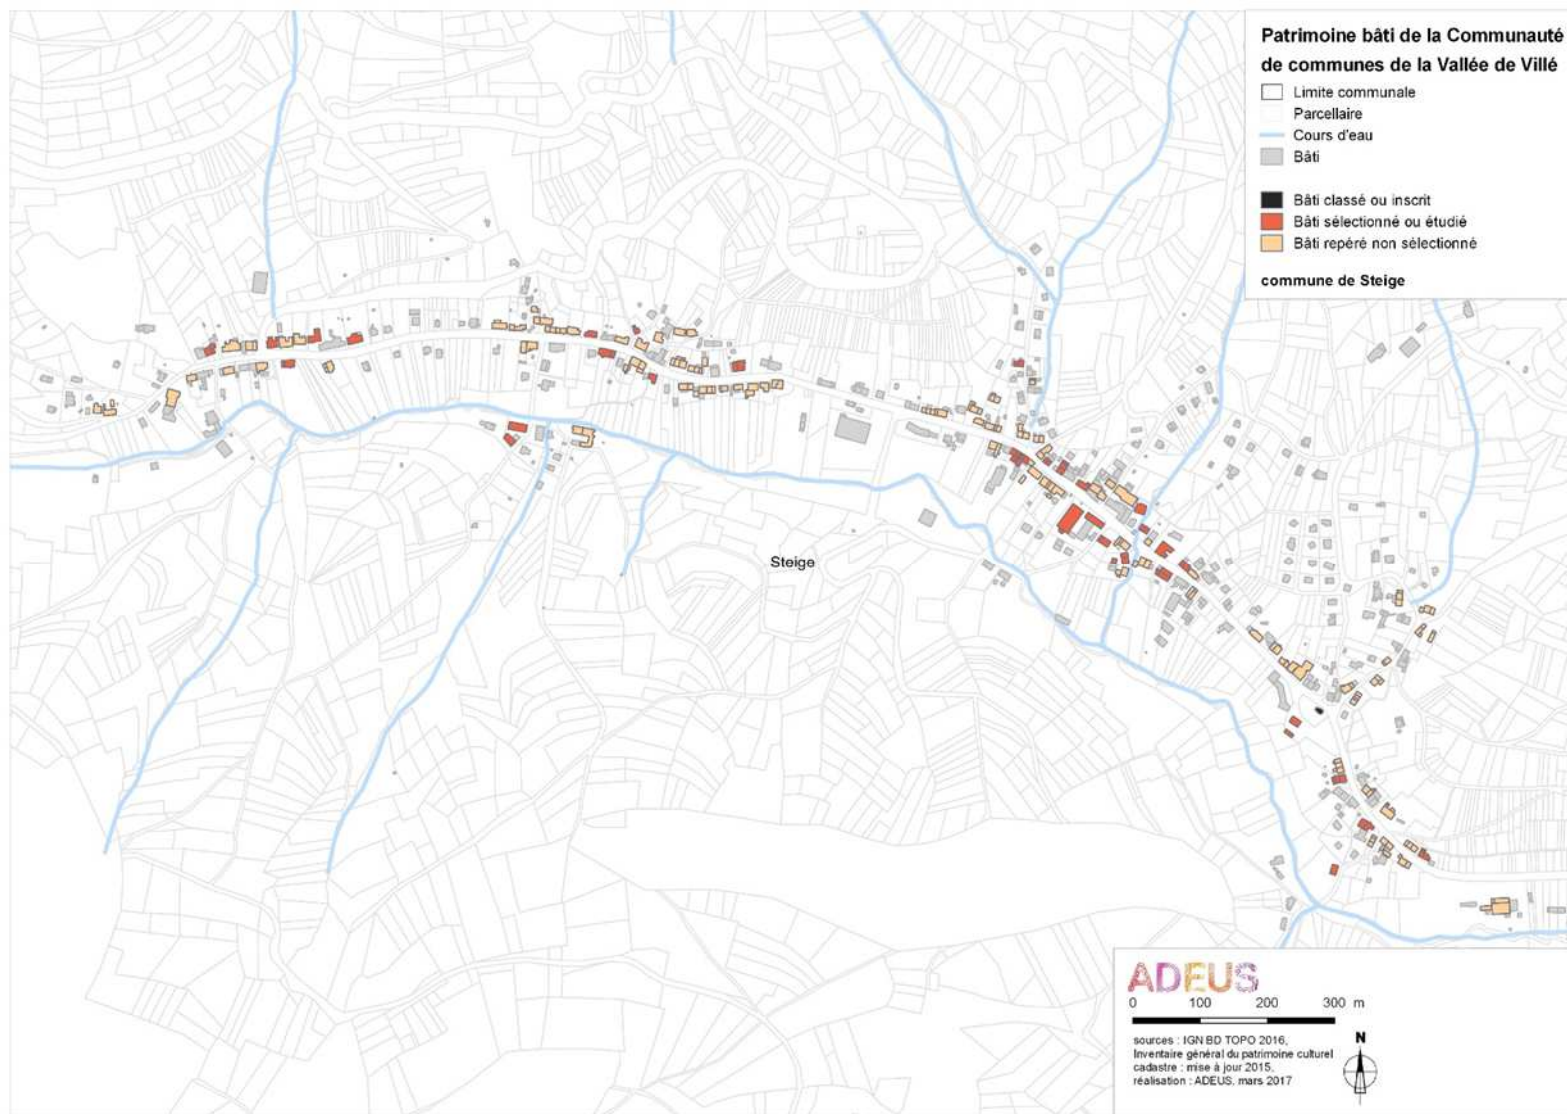 Patrimoine bâti de la Communauté
de communes de la Vallée de Villé
Limite communale
Parcellaire
Cours d'eau
Bâti
Bâti classé ou inscrit
Bâti sélectionné ou étudié
Bâti repéré non sélectionné
commune de Steige
Steige
ADEUS
0 100 200 300 m
sources : IGN BD TOPO 2016,
Inventaire général du patrimoine culturel
cadastre : mise à jour 2015,
réalisation : ADEUS, mars 2017
N